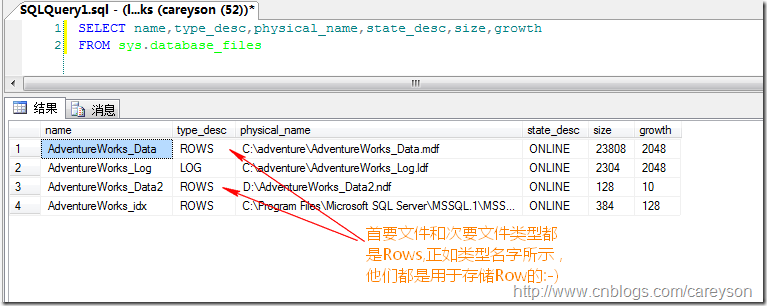 SQLQuery1.sql - (l...ks (careyson (52))*
1 SELECT name,type_desc,physical_name,state_desc,size,growth
2 FROM sys.database_files
结果 消息
name type_desc physical_name state_desc size growth
1 AdventureWorks_Data ROWS C:\adventure\AdventureWorks_Data.mdf ONLINE 23808 2048
2 AdventureWorks_Log LOG C:\adventure\AdventureWorks_Log.ldf ONLINE 2304 2048
3 AdventureWorks_Data2 ROWS D:\AdventureWorks_Data2.ndf ONLINE 128 10
4 AdventureWorks_idx ROWS C:\Program Files\Microsoft SQL Server\MSSQL.1\MSS... ONLINE 384 128
首要文件和次要文件类型都
是Rows,正如类型名字所示，
他们都是用于存储Row的:-)
http://www.cnblogs.com/careyson